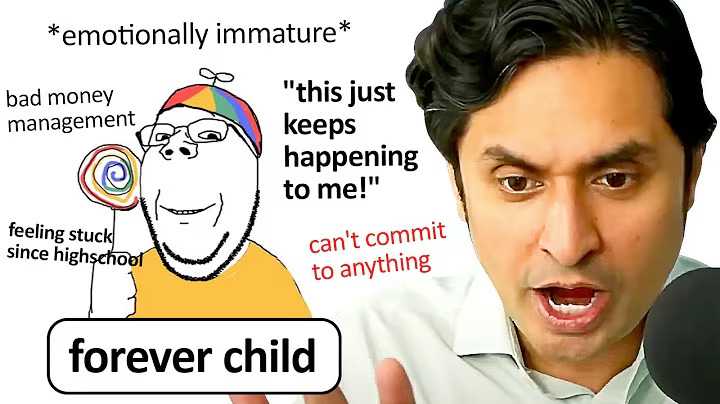 *emotionally immature*
bad money
management
"this just
keeps
happening
to me!"
feeling stuck
since highschool
can't commit
to anything
forever child